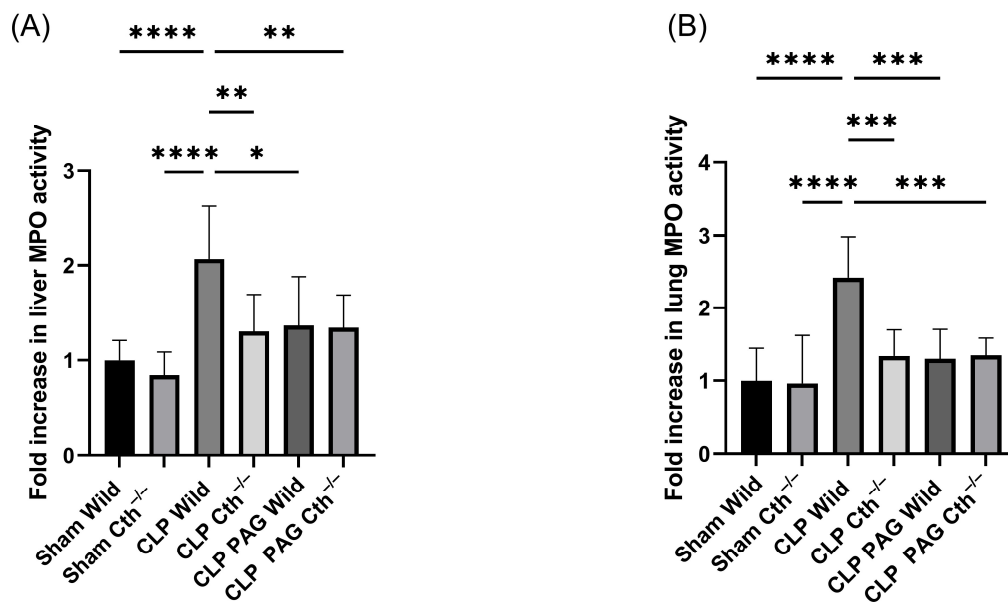 (A)
**** **
**
**** *
Fold increase in liver MPO activity
3
2
1
0
Sham Wild
Sham Cth⁻/⁻
CLP Wild
CLP Cth⁻/⁻
CLP PAG Wild
CLP PAG Cth⁻/⁻
(B)
**** ***
***
**** ***
Fold increase in lung MPO activity
4
3
2
1
0
Sham Wild
Sham Cth⁻/⁻
CLP Wild
CLP Cth⁻/⁻
CLP PAG Wild
CLP PAG Cth⁻/⁻